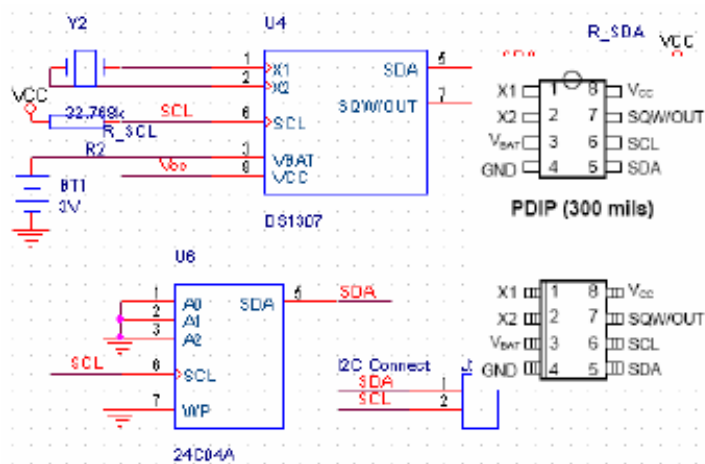 Y2
U4
R_SDA
VCC
1 X1 SDA 5
2 X2
SQW/OUT 7
VCC
32.768k
SCL 6 SCL
R_SCL
R2
3 VBAT
Vcc 8 VCC
BT1
3V
DS1307
X1 1 8 VCC
X2 2 7 SQW/OUT
VBAT 3 6 SCL
GND 4 5 SDA
PDIP (300 mils)
U6
1 A0 SDA 5 SDA
2 A1
3 A2
SCL 6 SCL
7 WP
24C04A
I2C Connect
SDA 1
SCL 2
X1 1 8 VCC
X2 2 7 SQW/OUT
VBAT 3 6 SCL
GND 4 5 SDA